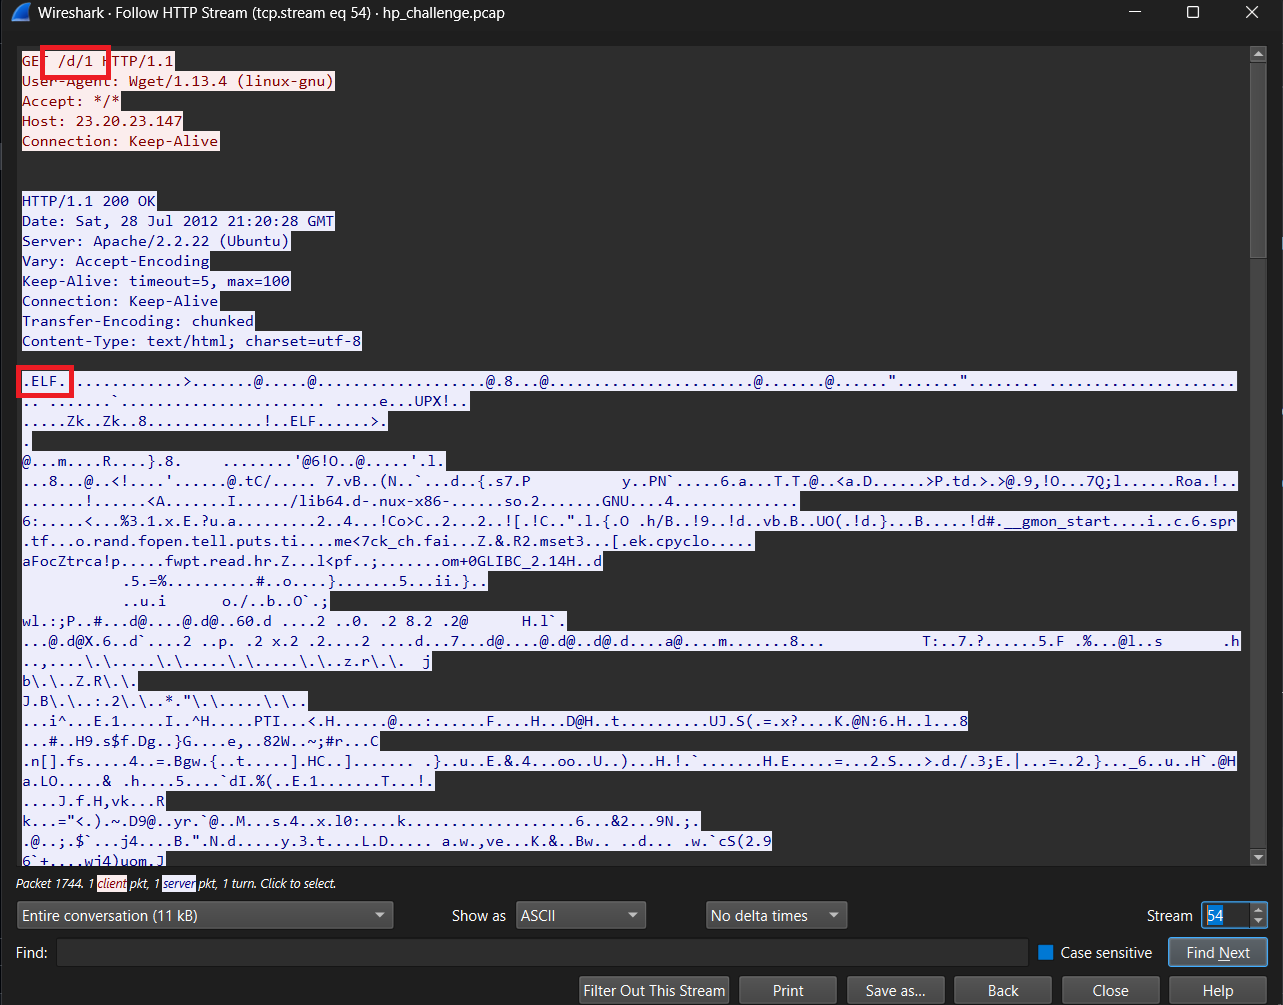 Wireshark · Follow HTTP Stream (tcp.stream eq 54) · hp_challenge.pcap
GET /d/1 HTTP/1.1
User-Agent: Wget/1.13.4 (linux-gnu)
Accept: */*
Host: 23.20.23.147
Connection: Keep-Alive
HTTP/1.1 200 OK
Date: Sat, 28 Jul 2012 21:20:28 GMT
Server: Apache/2.2.22 (Ubuntu)
Vary: Accept-Encoding
Keep-Alive: timeout=5, max=100
Connection: Keep-Alive
Transfer-Encoding: chunked
Content-Type: text/html; charset=utf-8
.ELF.............>.......@.....@...................@.8...@.......................@.......@......"......."........ .....................
.. .......`....................... .....e...UPX!..
.....Zk..Zk..8.............!..ELF......>.
.
@...m....R....}.8. ........'@6!O..@.....'.l.
...8...@..<!....'......@.tC/..... 7.vB..(N..`...d..{.s7.P y..PN`.....6.a...T.T.@..<a.D......>P.td.>.>@.9,!O...7Q;l......Roa.!..
........!......<A.......I....../lib64.d-.nux-x86-......so.2.......GNU....4..............
6:.....<...%3.1.x.E.?u.a.........2..4...!Co>C..2...2..![.!C..".l.{.O .h/B..!9..!d..vb.B..UO(.!d.}...B.....!d#.__gmon_start....i..c.6.spr
.tf...o.rand.fopen.tell.puts.ti....me<7ck_ch.fai...Z.&.R2.mset3...[.ek.cpyclo.....
aFocZtrca!p.....fwpt.read.hr.Z...l<pf..;.......om+0GLIBC_2.14H..d
.5.=%..........#..o....}.......5...ii.}..
..u.i o./..b..O`.;
wl.:;P..#...d@....@.d@..60.d ....2 ..0. .2 8.2 .2@ H.l`.
...@.d@X.6..d`....2 ..p. .2 x.2 .2....2 ....d...7...d@....@.d@..d@.d....a@....m.......8... T:..7.?......5.F .%...@l..s .h
..,....\.\.....\.\.....\.\.....\.\..z.r\.\. j
b\.\..Z.R\.\.
J.B\.\..:.2\.\..*."\.\.....\.\..
...i^...E.1.....I..^H.....PTI...<.H......@...:......F....H...D@H..t..........UJ.S(.=.x?....K.@N:6.H..l...8
...#..H9.s$f.Dg..}G....e,..82W..~;#r...C
.n[].fs.....4..=.Bgw.{..t.....].HC..]....... .}..u..E.&.4...oo..U..)...H.!.`.......H.E.....=...2.S...>.d./.3;E.|...=..2.}..._6..u..H`.@H
a.LO.....& .h....5....`dI.%(..E.1.......T...!.
....J.f.H,vk...R
k...="<.).~.D9@..yr.`@..M...s.4..x.l0:....k...................6...&2...9N.;.
.@..;.$`...j4....B.".N.d.....y.3.t....L.D..... a.w.,ve...K.&..Bw.. ..d... .w.`cS(2.9
6`+....wj4)uom.J
Packet 1744. 1 client pkt, 1 server pkt, 1 turn. Click to select.
Entire conversation (11 kB) Show as ASCII No delta times Stream 54
Find: Case sensitive Find Next
Filter Out This Stream Print Save as... Back Close Help